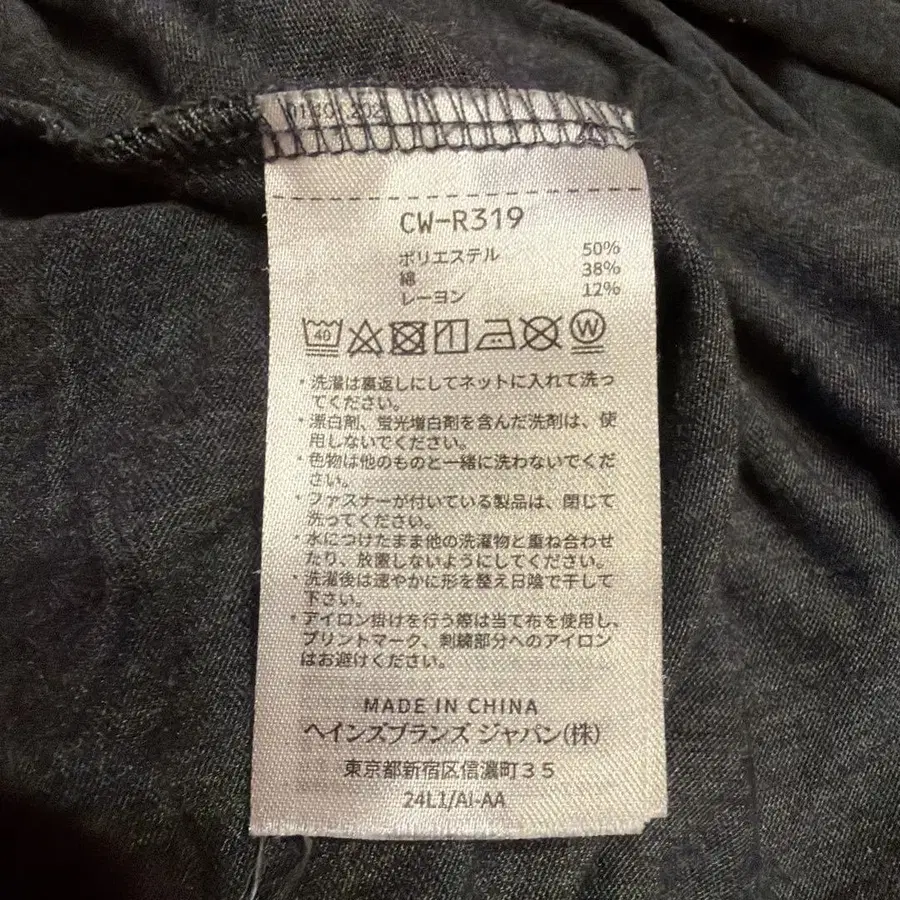 CW-R319
ポリエステル 50%
綿 38%
レーヨン 12%
40
W
・洗濯は裏返しにしてネットに入れて洗っ
てください。
・漂白剤、蛍光増白剤を含んだ洗剤は、使
用しないでください。
・色物は他のものと一緒に洗わないでくだ
さい。
・ファスナーが付いている製品は、閉じて
洗ってください。
・水につけたまま他の洗濯物と重ね合わせ
たり、放置しないようにしてください。
・洗濯後は速やかに形を整え日陰で干して
下さい。
・アイロン掛けを行う際は当て布を使用し、
プリントマーク、刺繍部分へのアイロン
はお避けください。
MADE IN CHINA
ヘインズブランズ ジャパン(株)
東京都新宿区信濃町35
24L1/AI-AA